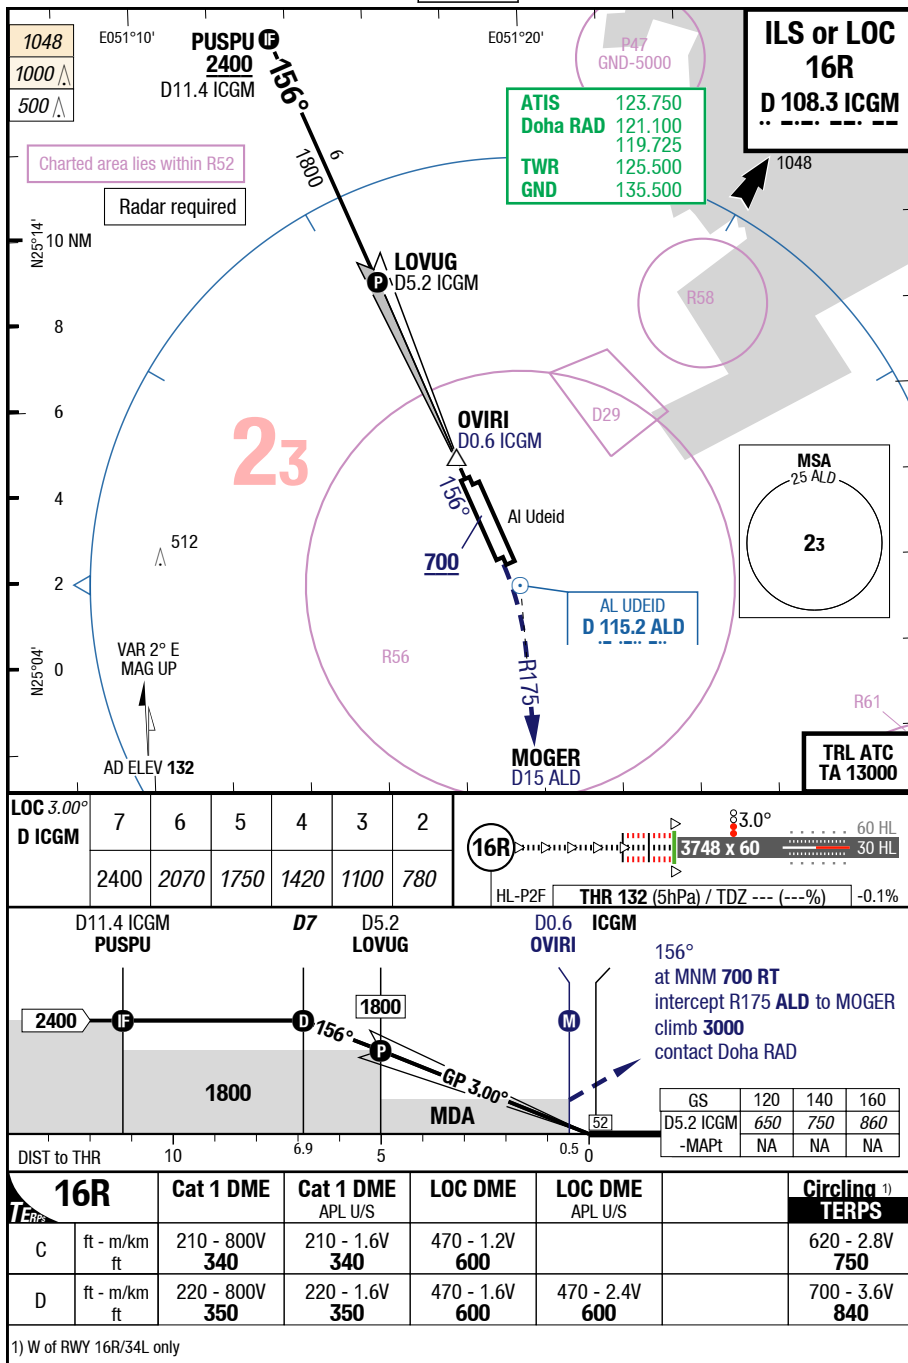 1048
1000
500
E051°10'
PUSPU IF
2400
D11.4 ICGM
156°
6
1800
E051°20'
P47
GND-5000
ILS or LOC
16R
D 108.3 ICGM
ATIS 123.750
Doha RAD 121.100
119.725
TWR 125.500
GND 135.500
1048
Charted area lies within R52
Radar required
N25°14'
10 NM
LOVUG
D5.2 ICGM
P
R58
8
6
D29
OVIRI
D0.6 ICGM
23
MSA
25 ALD
23
4
156°
Al Udeid
512
700
2
AL UDEID
D 115.2 ALD
VAR 2° E
MAG UP
N25°04'
0
R56
R175
R61
AD ELEV 132
MOGER
D15 ALD
TRL ATC
TA 13000
LOC 3.00°
D ICGM 7 6 5 4 3 2
2400 2070 1750 1420 1100 780
16R
3.0°
60 HL
3748 x 60
30 HL
HL-P2F THR 132 (5hPa) / TDZ --- (---%) -0.1%
D11.4 ICGM D7 D5.2 D0.6 ICGM
PUSPU LOVUG OVIRI
156°
at MNM 700 RT
intercept R175 ALD to MOGER
climb 3000
contact Doha RAD
2400 IF D 156° 1800 P M
GP 3.00°
1800
MDA
52
GS 120 140 160
D5.2 ICGM 650 750 860
-MAPt NA NA NA
DIST to THR 10 6.9 5 0.5 0
TERPS 16R Cat 1 DME Cat 1 DME LOC DME LOC DME Circling 1)
APL U/S APL U/S TERPS
C ft - m/km 210 - 800V 210 - 1.6V 470 - 1.2V 620 - 2.8V
ft 340 340 600 750
D ft - m/km 220 - 800V 220 - 1.6V 470 - 1.6V 470 - 2.4V 700 - 3.6V
ft 350 350 600 600 840
1) W of RWY 16R/34L only